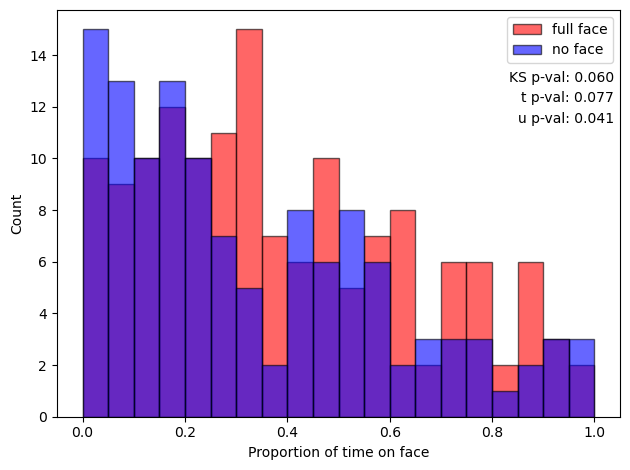 full face
no face
KS p-val: 0.060
t p-val: 0.077
u p-val: 0.041
14
12
10
8
6
4
2
0
Count
0.0 0.2 0.4 0.6 0.8 1.0
Proportion of time on face